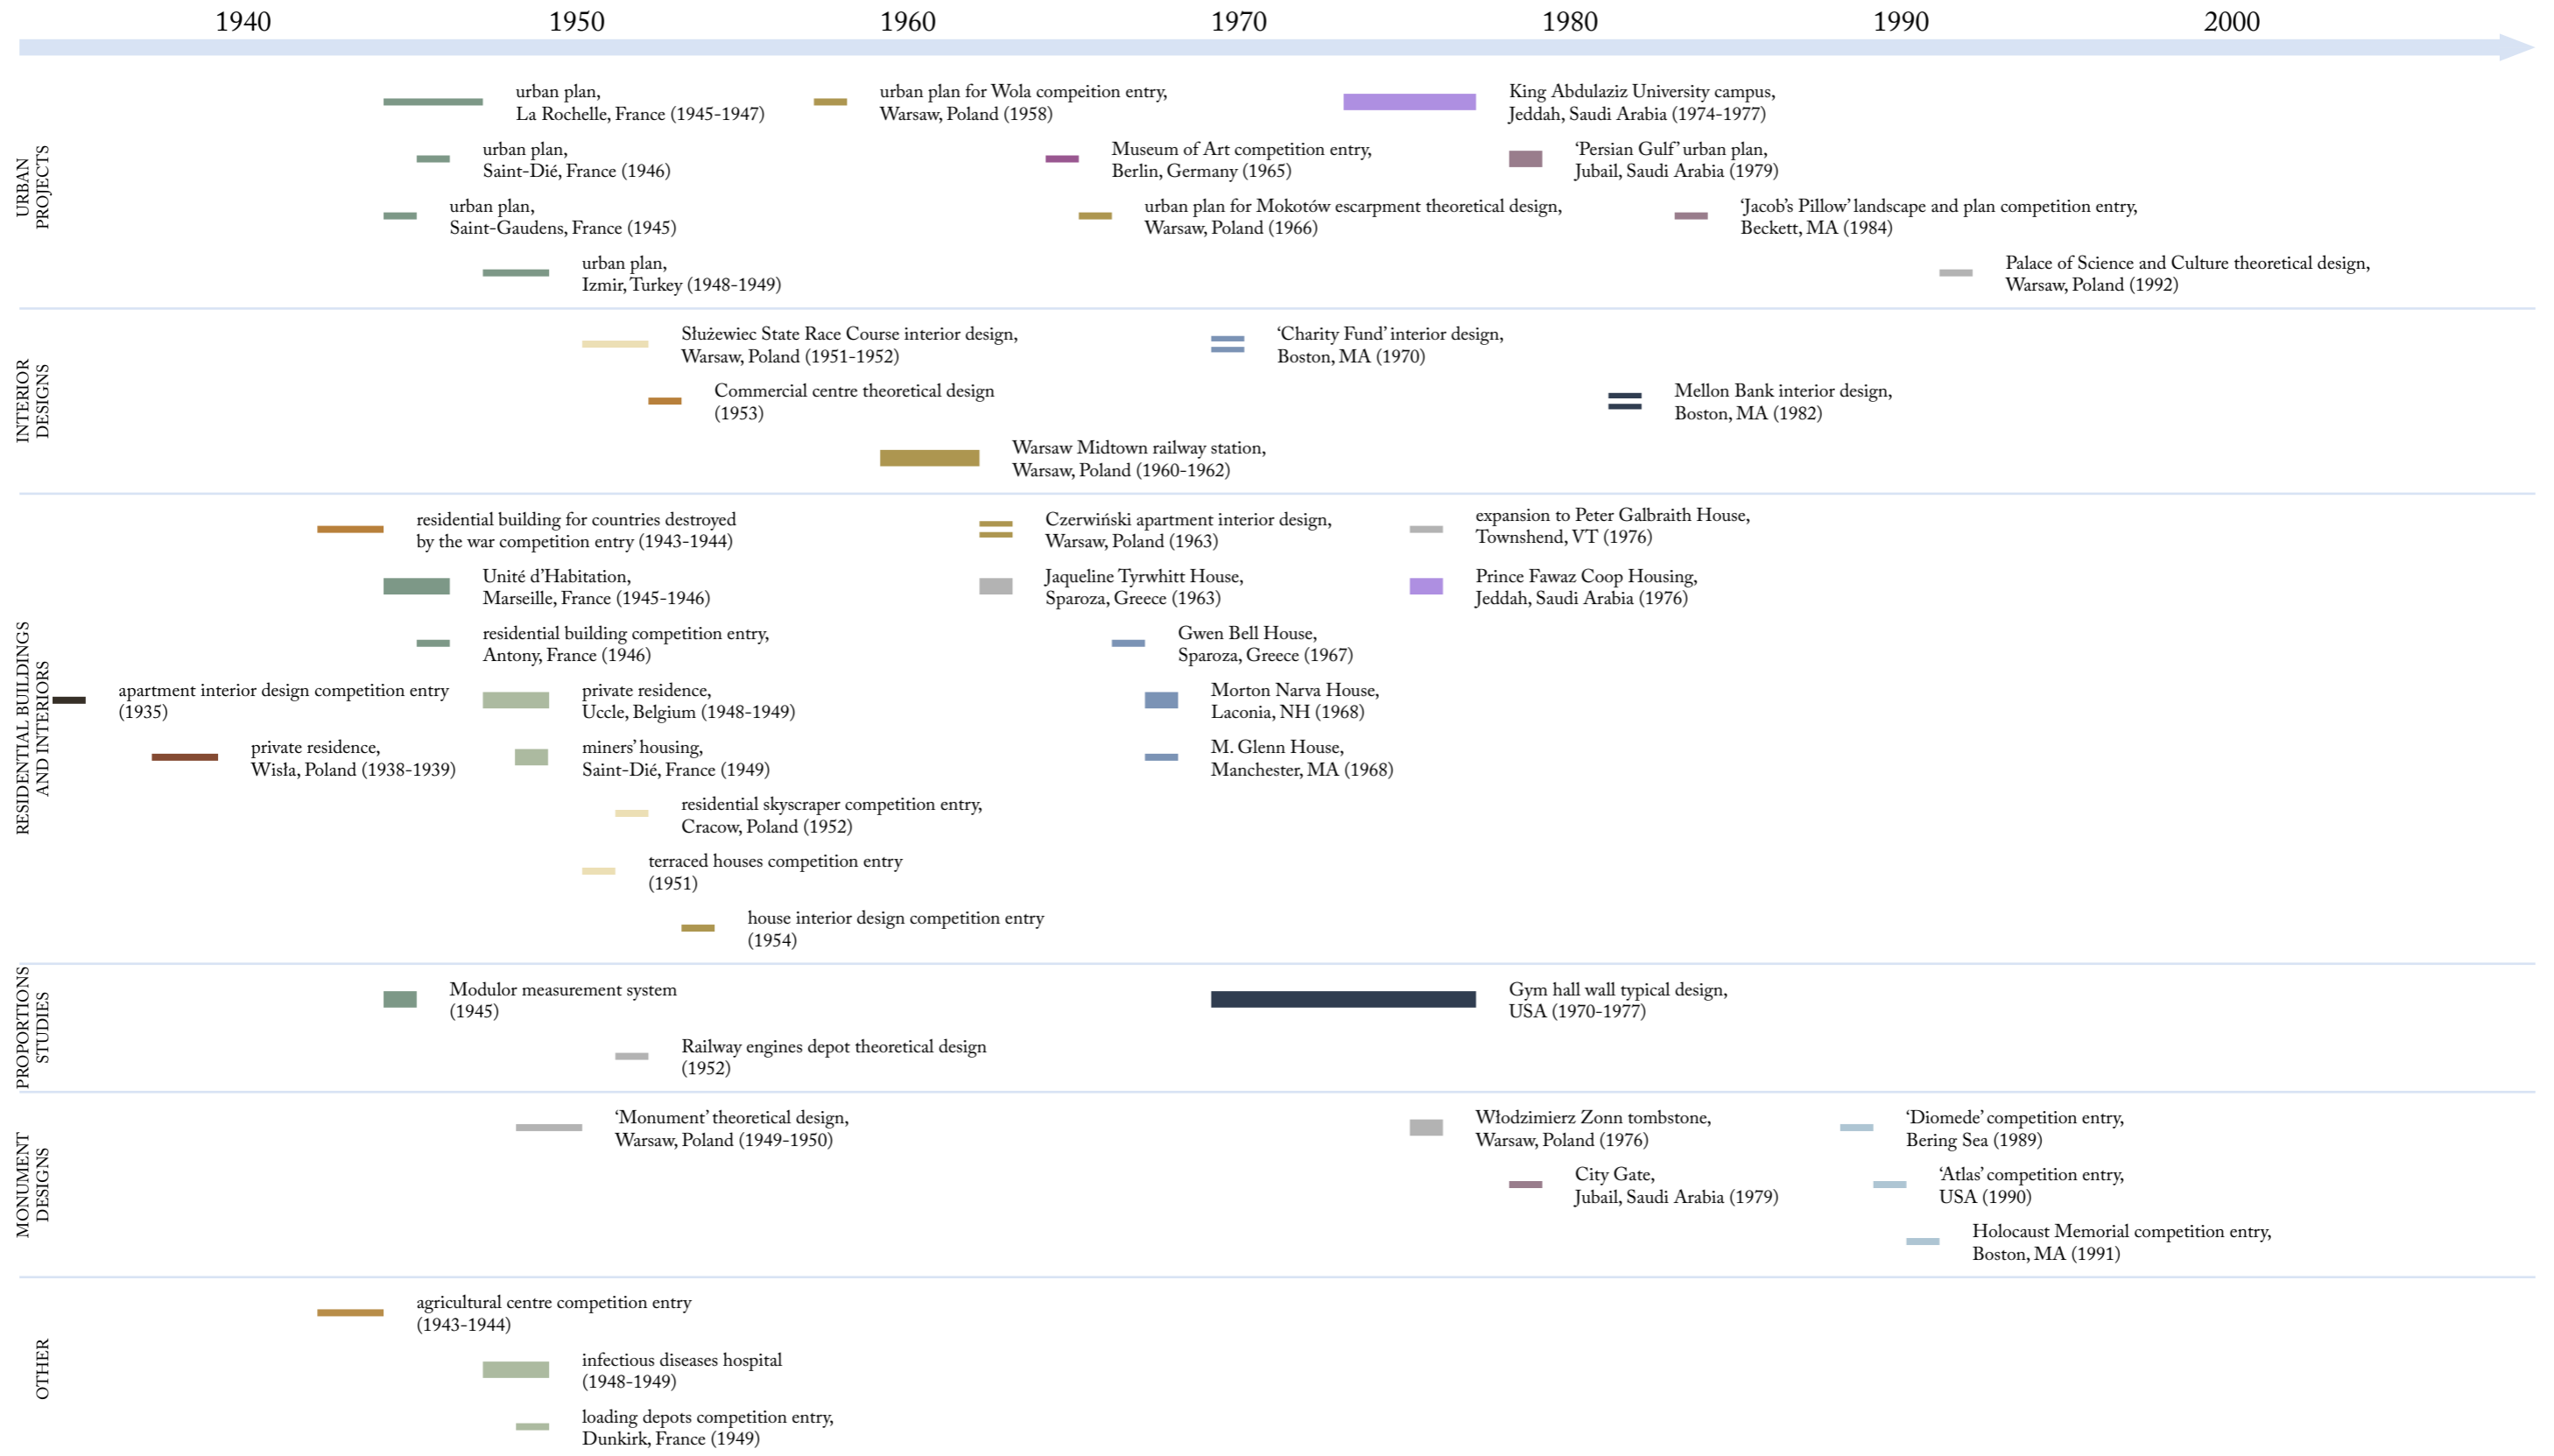 1940 1950 1960 1970 1980 1990 2000
URBAN
PROJECTS
urban plan,
La Rochelle, France (1945-1947)
urban plan for Wola compeition entry,
Warsaw, Poland (1958)
King Abdulaziz University campus,
Jeddah, Saudi Arabia (1974-1977)
urban plan,
Saint-Dié, France (1946)
Museum of Art competition entry,
Berlin, Germany (1965)
‘Persian Gulf’ urban plan,
Jubail, Saudi Arabia (1979)
urban plan,
Saint-Gaudens, France (1945)
urban plan for Mokotów escarpment theoretical design,
Warsaw, Poland (1966)
‘Jacob’s Pillow’ landscape and plan competition entry,
Beckett, MA (1984)
urban plan,
Izmir, Turkey (1948-1949)
Palace of Science and Culture theoretical design,
Warsaw, Poland (1992)
INTERIOR
DESIGNS
Służewiec State Race Course interior design,
Warsaw, Poland (1951-1952)
‘Charity Fund’ interior design,
Boston, MA (1970)
Commercial centre theoretical design
(1953)
Mellon Bank interior design,
Boston, MA (1982)
Warsaw Midtown railway station,
Warsaw, Poland (1960-1962)
RESIDENTIAL BUILDINGS
AND INTERIORS
residential building for countries destroyed
by the war competition entry (1943-1944)
Czerwiński apartment interior design,
Warsaw, Poland (1963)
expansion to Peter Galbraith House,
Townshend, VT (1976)
Unité d’Habitation,
Marseille, France (1945-1946)
Jaqueline Tyrwhitt House,
Sparoza, Greece (1963)
Prince Fawaz Coop Housing,
Jeddah, Saudi Arabia (1976)
residential building competition entry,
Antony, France (1946)
Gwen Bell House,
Sparoza, Greece (1967)
apartment interior design competition entry
(1935)
private residence,
Uccle, Belgium (1948-1949)
Morton Narva House,
Laconia, NH (1968)
private residence,
Wisła, Poland (1938-1939)
miners’ housing,
Saint-Dié, France (1949)
M. Glenn House,
Manchester, MA (1968)
residential skyscraper competition entry,
Cracow, Poland (1952)
terraced houses competition entry
(1951)
house interior design competition entry
(1954)
PROPORTIONS
STUDIES
Modulor measurement system
(1945)
Gym hall wall typical design,
USA (1970-1977)
Railway engines depot theoretical design
(1952)
MONUMENT
DESIGNS
‘Monument’ theoretical design,
Warsaw, Poland (1949-1950)
Włodzimierz Zonn tombstone,
Warsaw, Poland (1976)
‘Diomede’ competition entry,
Bering Sea (1989)
City Gate,
Jubail, Saudi Arabia (1979)
‘Atlas’ competition entry,
USA (1990)
Holocaust Memorial competition entry,
Boston, MA (1991)
OTHER
agricultural centre competition entry
(1943-1944)
infectious diseases hospital
(1948-1949)
loading depots competition entry,
Dunkirk, France (1949)